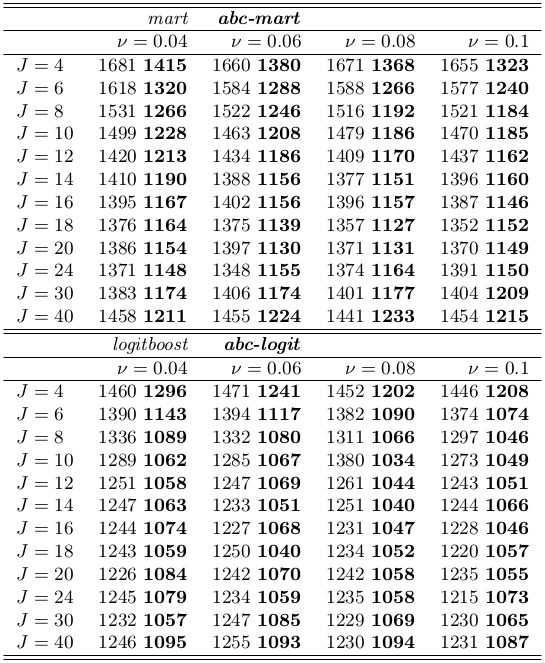 mart abc-mart
ν = 0.04 ν = 0.06 ν = 0.08 ν = 0.1
J = 4 1681 1415 1660 1380 1671 1368 1655 1323
J = 6 1618 1320 1584 1288 1588 1266 1577 1240
J = 8 1531 1266 1522 1246 1516 1192 1521 1184
J = 10 1499 1228 1463 1208 1479 1186 1470 1185
J = 12 1420 1213 1434 1186 1409 1170 1437 1162
J = 14 1410 1190 1388 1156 1377 1151 1396 1160
J = 16 1395 1167 1402 1156 1396 1157 1387 1146
J = 18 1376 1164 1375 1139 1357 1127 1352 1152
J = 20 1386 1154 1397 1130 1371 1131 1370 1149
J = 24 1371 1148 1348 1155 1374 1164 1391 1150
J = 30 1383 1174 1406 1174 1401 1177 1404 1209
J = 40 1458 1211 1455 1224 1441 1233 1454 1215
logitboost abc-logit
ν = 0.04 ν = 0.06 ν = 0.08 ν = 0.1
J = 4 1460 1296 1471 1241 1452 1202 1446 1208
J = 6 1390 1143 1394 1117 1382 1090 1374 1074
J = 8 1336 1089 1332 1080 1311 1066 1297 1046
J = 10 1289 1062 1285 1067 1380 1034 1273 1049
J = 12 1251 1058 1247 1069 1261 1044 1243 1051
J = 14 1247 1063 1233 1051 1251 1040 1244 1066
J = 16 1244 1074 1227 1068 1231 1047 1228 1046
J = 18 1243 1059 1250 1040 1234 1052 1220 1057
J = 20 1226 1084 1242 1070 1242 1058 1235 1055
J = 24 1245 1079 1234 1059 1235 1058 1215 1073
J = 30 1232 1057 1247 1085 1229 1069 1230 1065
J = 40 1246 1095 1255 1093 1230 1094 1231 1087